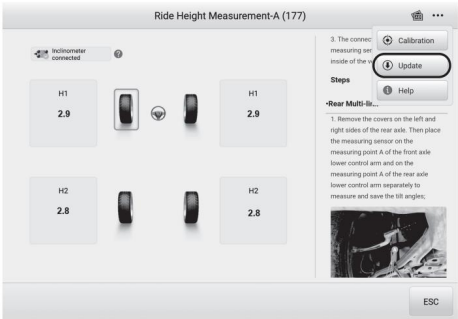 Ride Height Measurement-A (177)
Inclinometer
connected
H1
2.9
H1
2.9
H2
2.8
H2
2.8
3. The connec
measuring ser
inside of the v
Steps
•Rear Multi-lin
1. Remove the covers on the left and
right sides of the rear axle. Then place
the measuring sensor on the
measuring point A of the front axle
lower control arm and on the
measuring point A of the rear axle
lower control arm separately to
measure and save the tilt angles;
Calibration
Update
Help
ESC